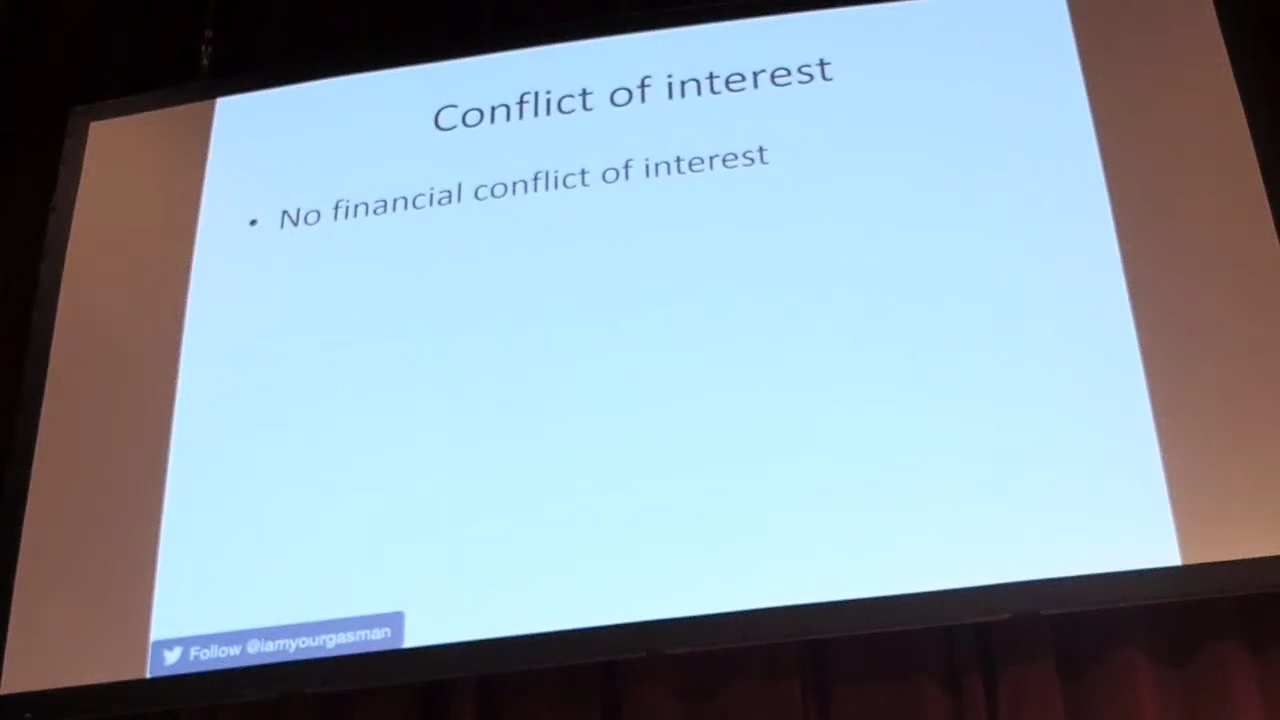 Conflict of interest
• No financial conflict of interest
Follow @iamyourgasman